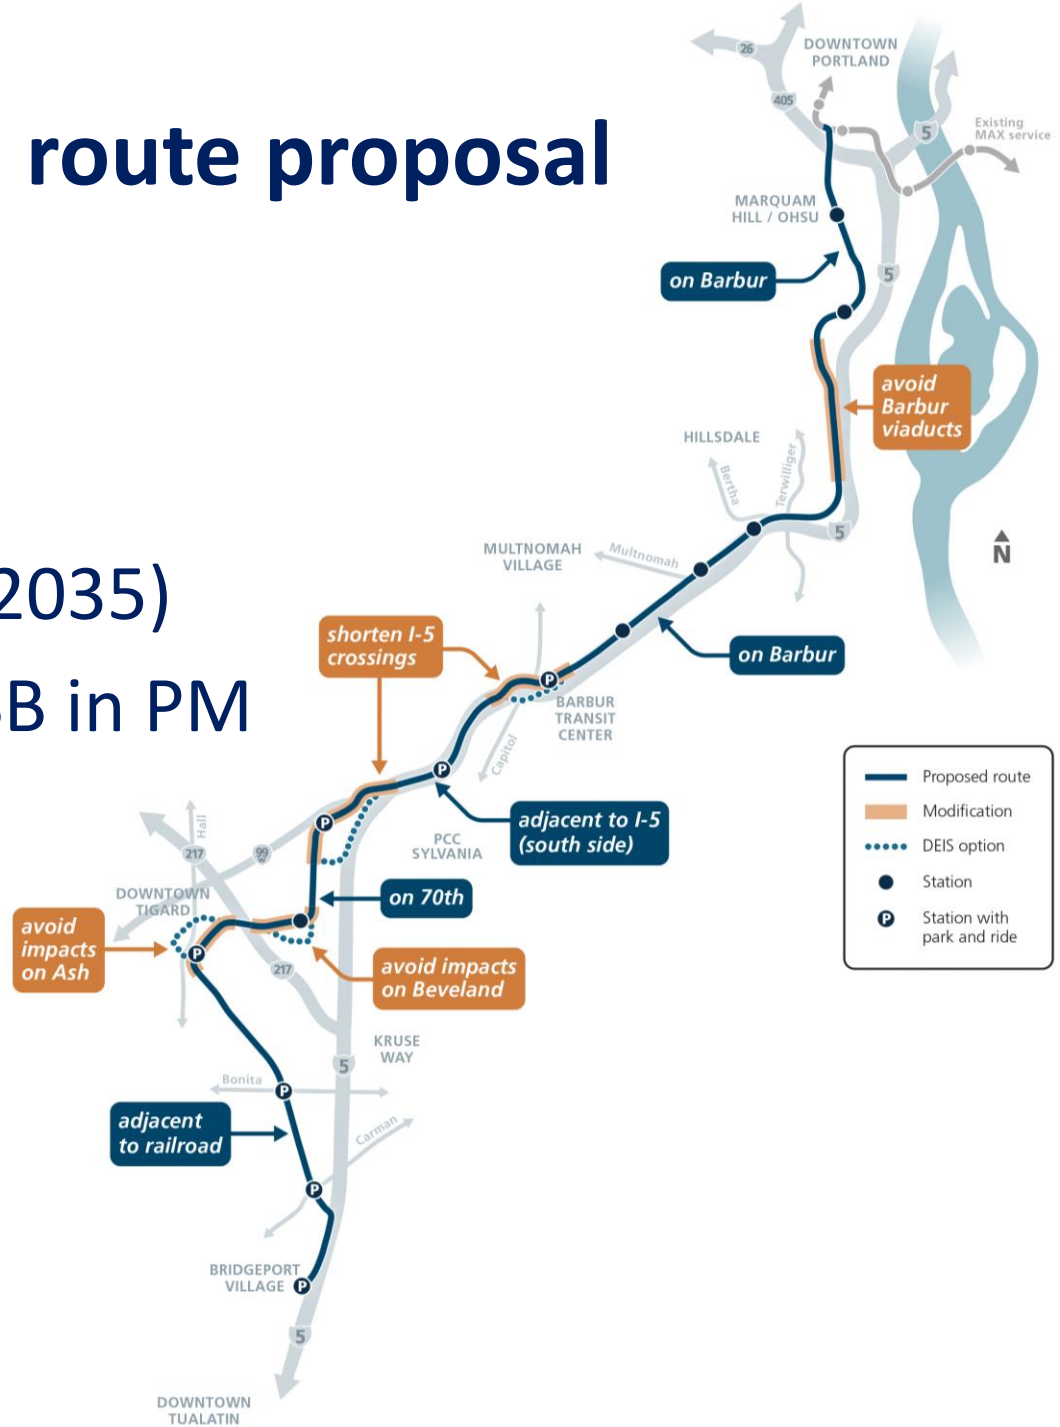 route proposal
2035)
B in PM
26
DOWNTOWN
PORTLAND
405
5
Existing
MAX service
MARQUAM
HILL / OHSU
on Barbur
5
avoid
Barbur
viaducts
HILLSDALE
Bertha
Terwilliger
5
N
MULTNOMAH
VILLAGE
Multnomah
shorten I-5
crossings
on Barbur
P
BARBUR
TRANSIT
CENTER
Capitol
P
adjacent to I-5
(south side)
PCC
SYLVANIA
P
Hall
217
99
W
DOWNTOWN
TIGARD
on 70th
avoid
impacts
on Ash
P
217
avoid impacts
on Beveland
KRUSE
WAY
5
Bonita
P
adjacent
to railroad
Carman
P
BRIDGEPORT
VILLAGE
P
5
DOWNTOWN
TUALATIN
Proposed route
Modification
DEIS option
Station
P
Station with
park and ride